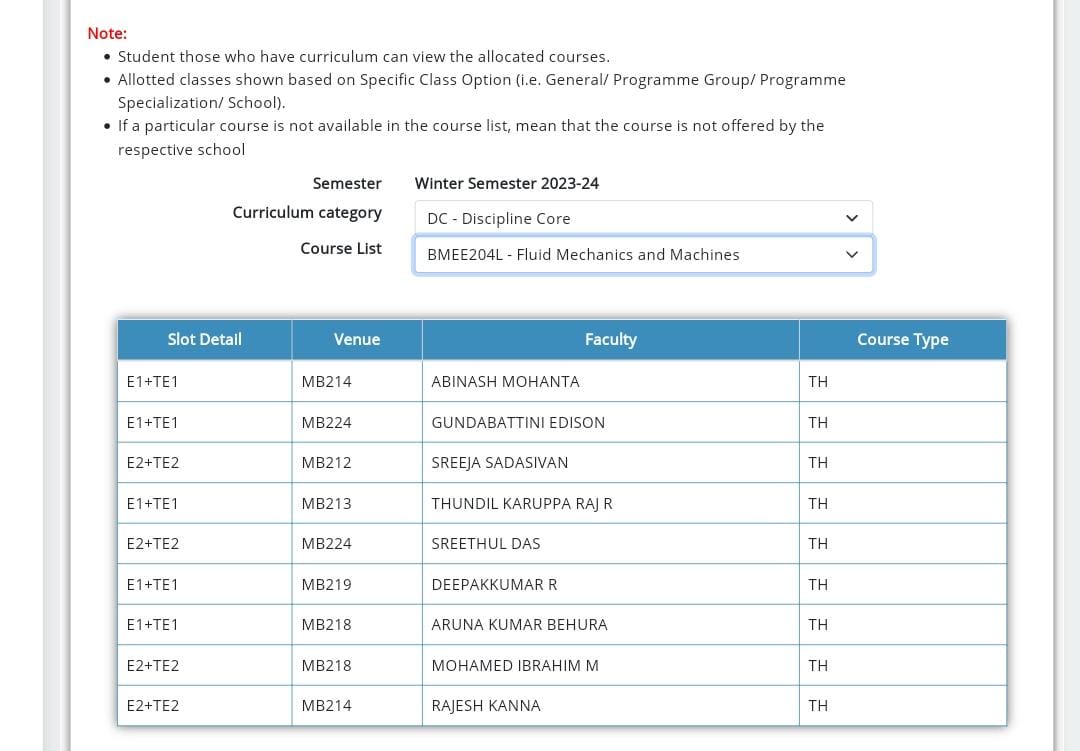 Note:
Student those who have curriculum can view the allocated courses.
Allotted classes shown based on Specific Class Option (i.e. General/ Programme Group/ Programme
Specialization/ School).
If a particular course is not available in the course list, mean that the course is not offered by the
respective school
Semester Winter Semester 2023-24
Curriculum category DC - Discipline Core
Course List BMEE204L - Fluid Mechanics and Machines
Slot Detail Venue Faculty Course Type
E1+TE1 MB214 ABINASH MOHANTA TH
E1+TE1 MB224 GUNDABATTINI EDISON TH
E2+TE2 MB212 SREEJA SADASIVAN TH
E1+TE1 MB213 THUNDIL KARUPPA RAJ R TH
E2+TE2 MB224 SREETHUL DAS TH
E1+TE1 MB219 DEEPAKKUMAR R TH
E1+TE1 MB218 ARUNA KUMAR BEHURA TH
E2+TE2 MB218 MOHAMED IBRAHIM M TH
E2+TE2 MB214 RAJESH KANNA TH